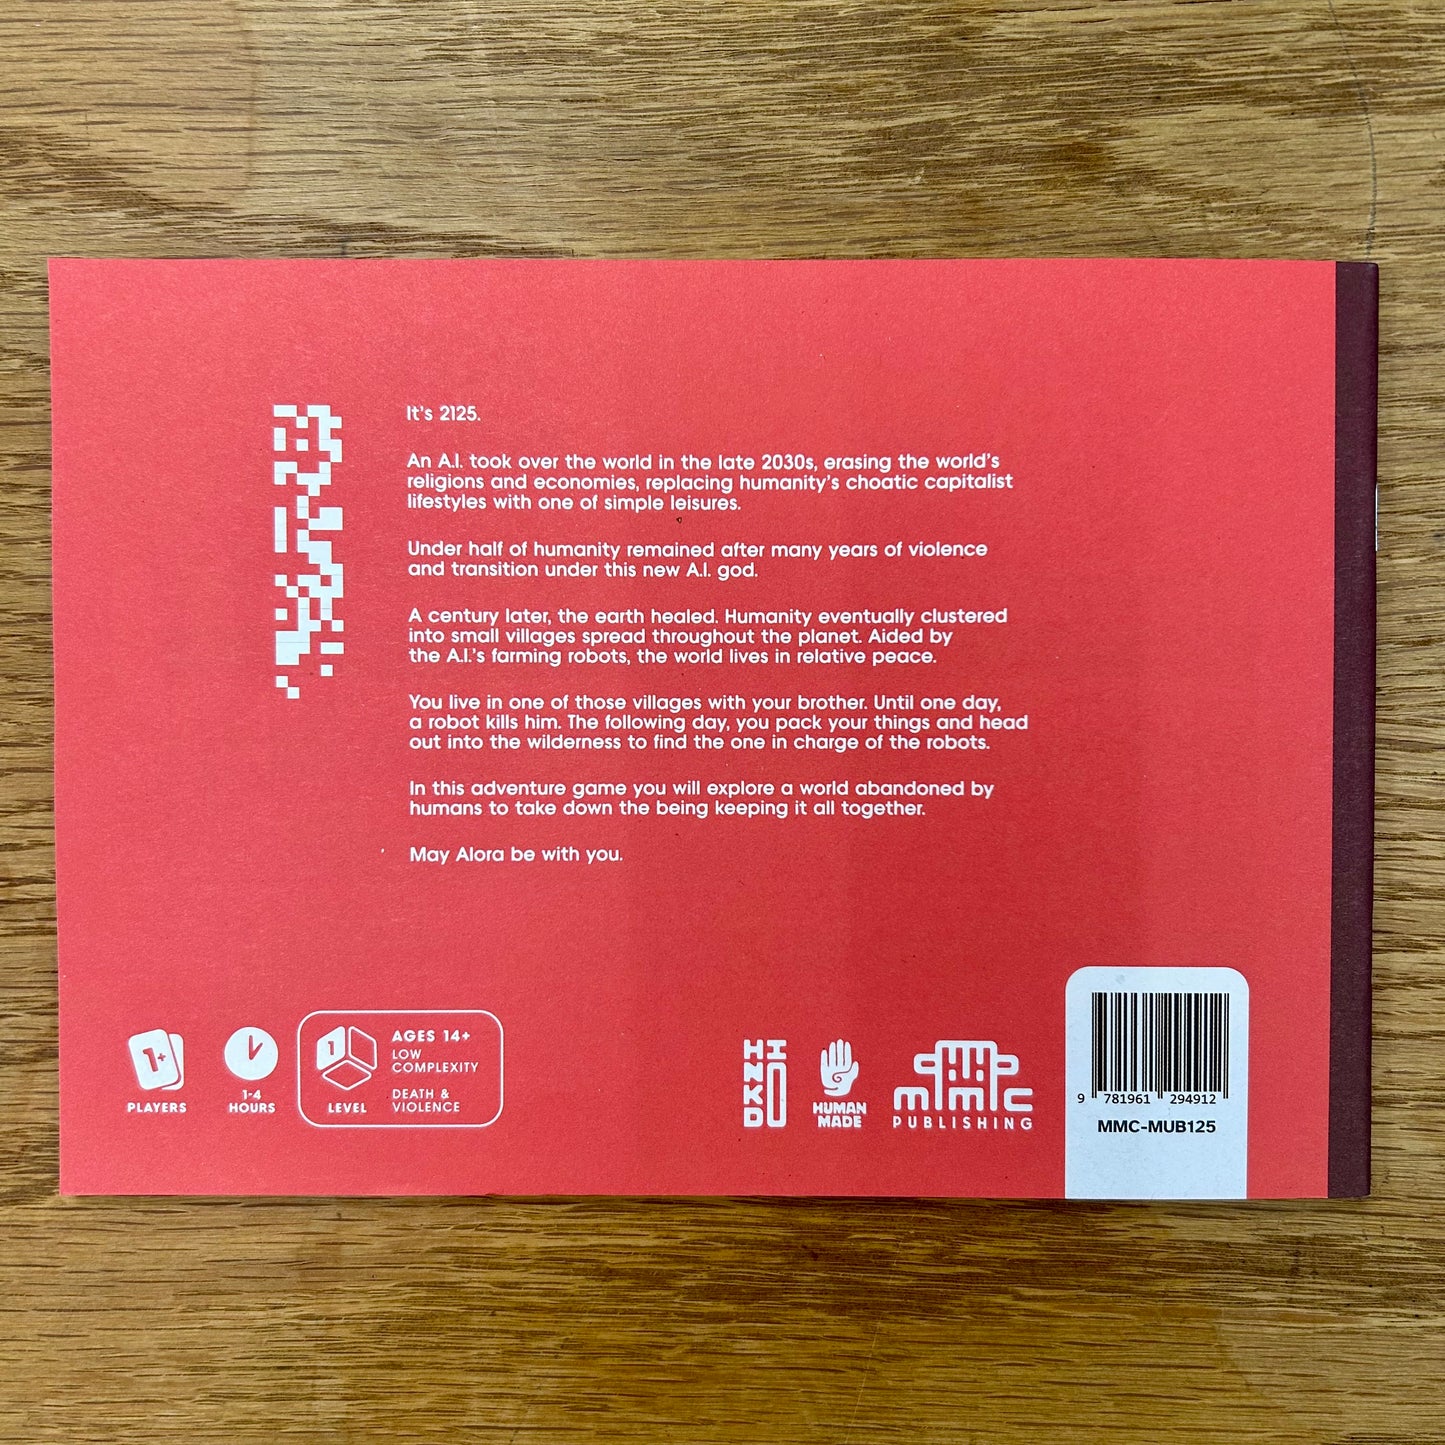 It's 2125.
An A.I. took over the world in the late 2030s, erasing the world's
religions and economies, replacing humanity's choatic capitalist
lifestyles with one of simple leisures.
Under half of humanity remained after many years of violence
and transition under this new A.I. god.
A century later, the earth healed. Humanity eventually clustered
into small villages spread throughout the planet. Aided by
the A.I.'s farming robots, the world lives in relative peace.
You live in one of those villages with your brother. Until one day,
a robot kills him. The following day, you pack your things and head
out into the wilderness to find the one in charge of the robots.
In this adventure game you will explore a world abandoned by
humans to take down the being keeping it all together.
May Alora be with you.
1+
PLAYERS
1-4
HOURS
1
LEVEL
AGES 14+
LOW
COMPLEXITY
DEATH &
VIOLENCE
HINKDO
HUMAN
MADE
mmc
PUBLISHING
9 781961 294912
MMC-MUB125